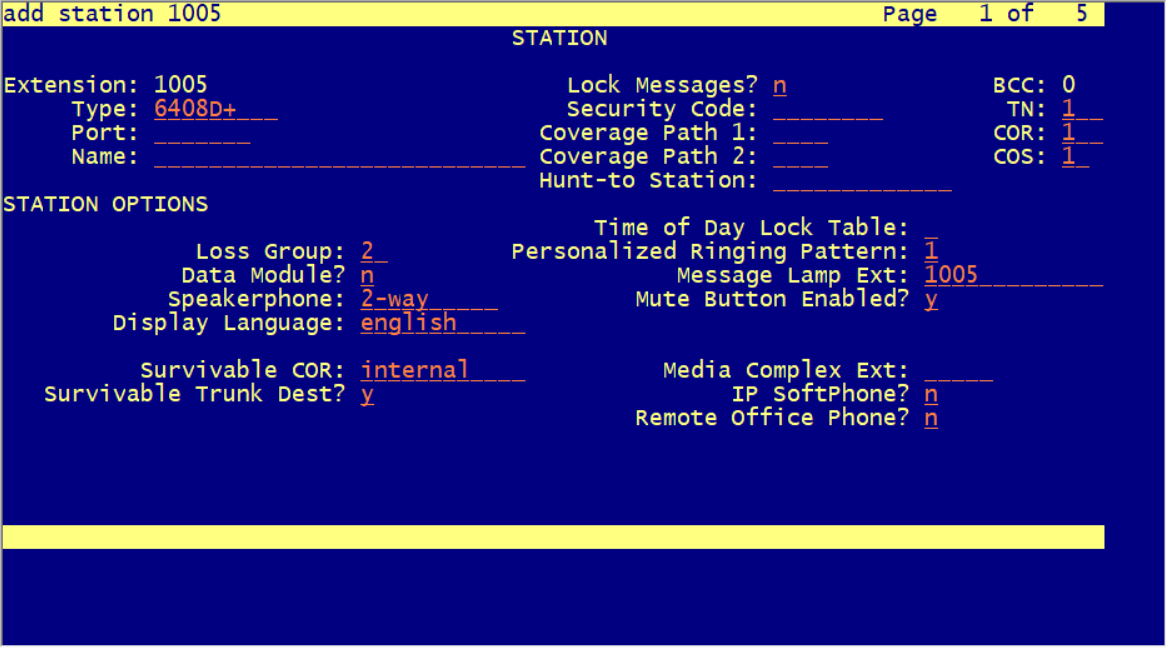 add station 1005 Page 1 of 5
STATION
Extension: 1005 Lock Messages? n BCC: 0
Type: 6408D+ Security Code: TN: 1
Port: Coverage Path 1: COR: 1
Name: Coverage Path 2: COS: 1
Hunt-to Station:
STATION OPTIONS
Time of Day Lock Table:
Loss Group: 2 Personalized Ringing Pattern: 1
Data Module? n Message Lamp Ext: 1005
Speakerphone: 2-way Mute Button Enabled? y
Display Language: english
Survivable COR: internal Media Complex Ext:
Survivable Trunk Dest? y IP SoftPhone? n
Remote Office Phone? n